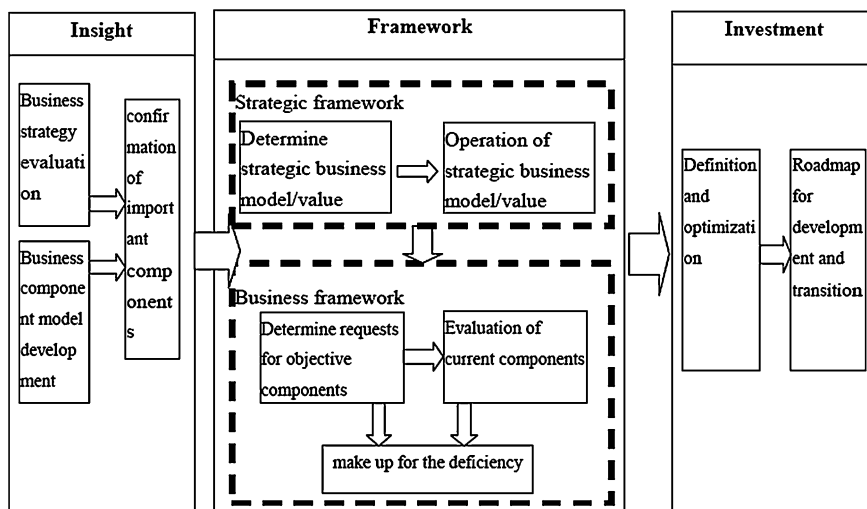 Insight
Business
strategy
evaluati
on
Business
compone
nt model
develop
ment
confir
mation
of
import
ant
compo
nent
s
Framework
Strategic framework
Determine
strategic business
model/value
Operation of
strategic business
model/value
Business framework
Determine requests
for objective
components
Evaluation of
current components
make up for the deficiency
Investment
Definition
and
optimizati
on
Roadmap
for
developm
ent and
transition